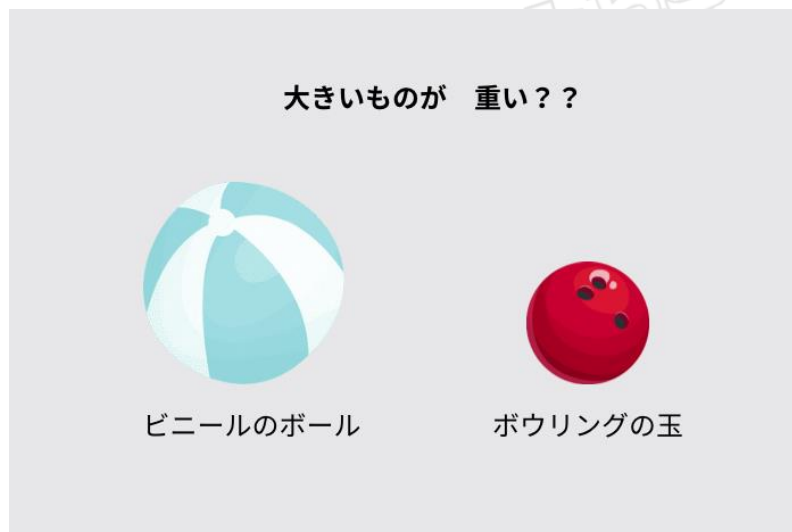 大きいものが　重い？？
ビニールのボール
ボウリングの玉